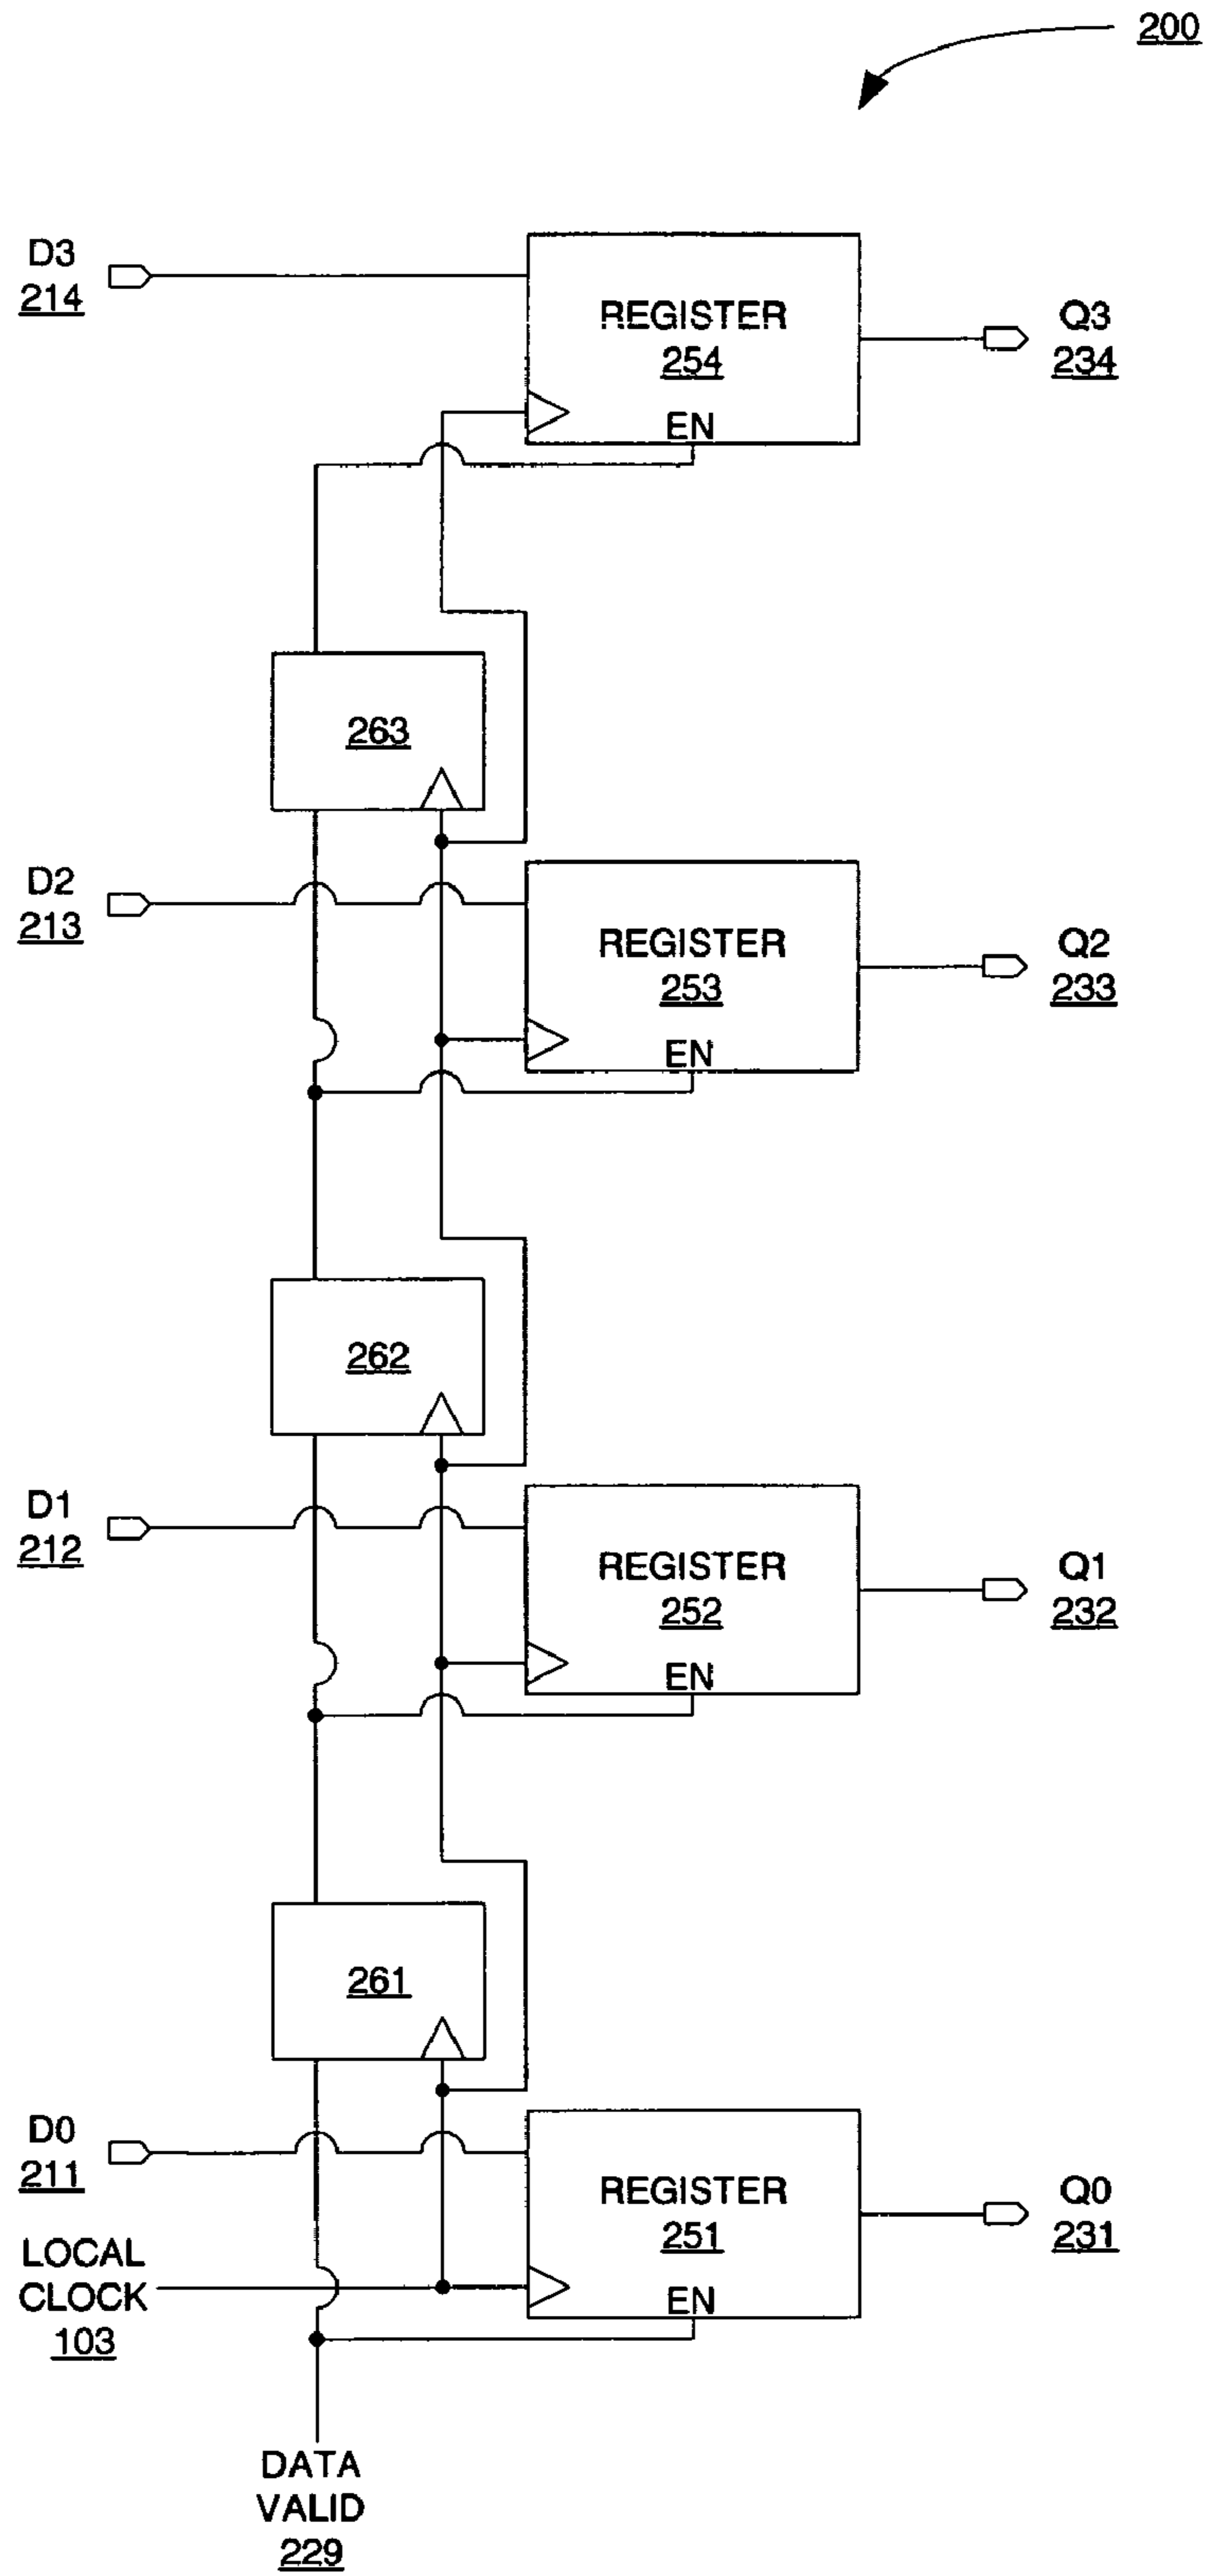 200
D3
214
REGISTER
254
EN
Q3
234
263
D2
213
REGISTER
253
EN
Q2
233
262
D1
212
REGISTER
252
EN
Q1
232
261
D0
211
REGISTER
251
EN
Q0
231
LOCAL
CLOCK
103
DATA
VALID
229